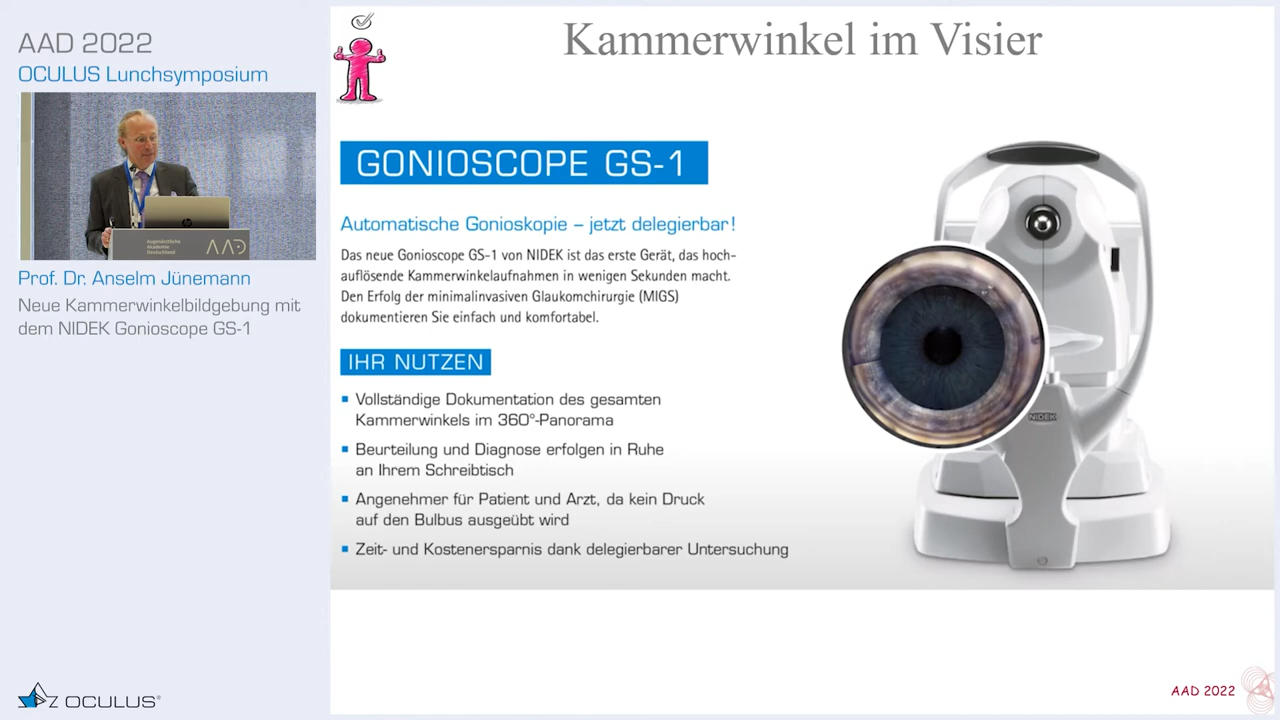 AAD 2022
OCULUS Lunchsymposium
Augenärztliche
Akademie
Deutschland
AAD
Prof. Dr. Anselm Jünemann
Neue Kammerwinkelbildgebung mit
dem NIDEK Gonioscope GS-1
OCULUS®
Kammerwinkel im Visier
GONIOSCOPE GS-1
Automatische Gonioskopie – jetzt delegierbar!
Das neue Gonioscope GS-1 von NIDEK ist das erste Gerät, das hoch-
auflösende Kammerwinkelaufnahmen in wenigen Sekunden macht.
Den Erfolg der minimalinvasiven Glaukomchirurgie (MIGS)
dokumentieren Sie einfach und komfortabel.
IHR NUTZEN
▪ Vollständige Dokumentation des gesamten
Kammerwinkels im 360°-Panorama
▪ Beurteilung und Diagnose erfolgen in Ruhe
an Ihrem Schreibtisch
▪ Angenehmer für Patient und Arzt, da kein Druck
auf den Bulbus ausgeübt wird
▪ Zeit- und Kostenersparnis dank delegierbarer Untersuchung
NIDEK
AAD 2022